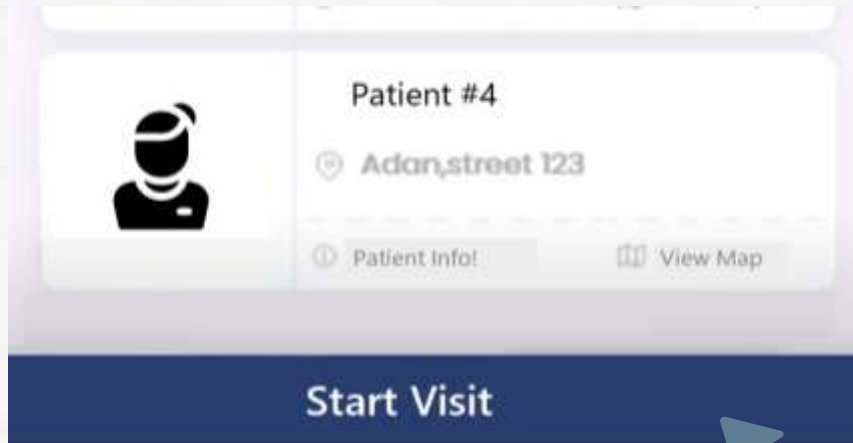 Patient #4
Adan,street 123
Patient Info!
View Map
Start Visit